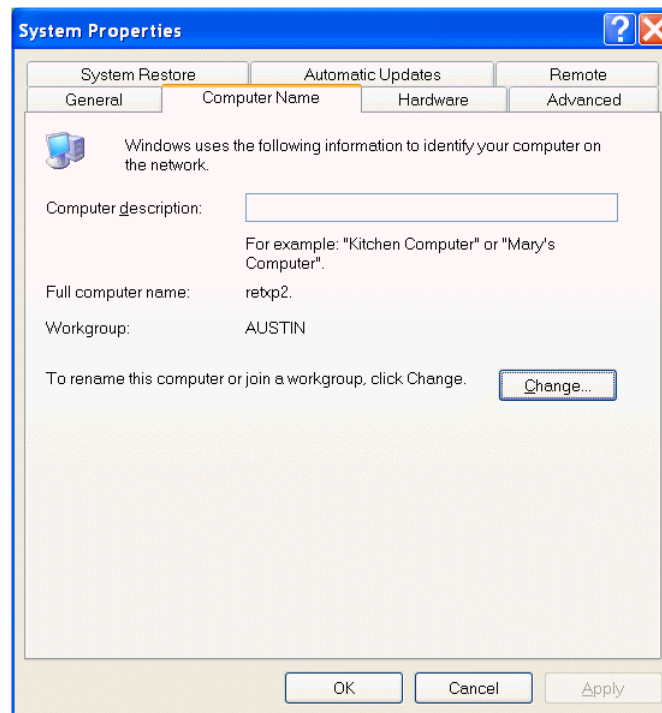 System Properties
System Restore Automatic Updates Remote
General Computer Name Hardware Advanced
Windows uses the following information to identify your computer on
the network.
Computer description:
For example: "Kitchen Computer" or "Mary's
Computer".
Full computer name: retxp2.
Workgroup: AUSTIN
To rename this computer or join a workgroup, click Change. Change...
OK Cancel Apply